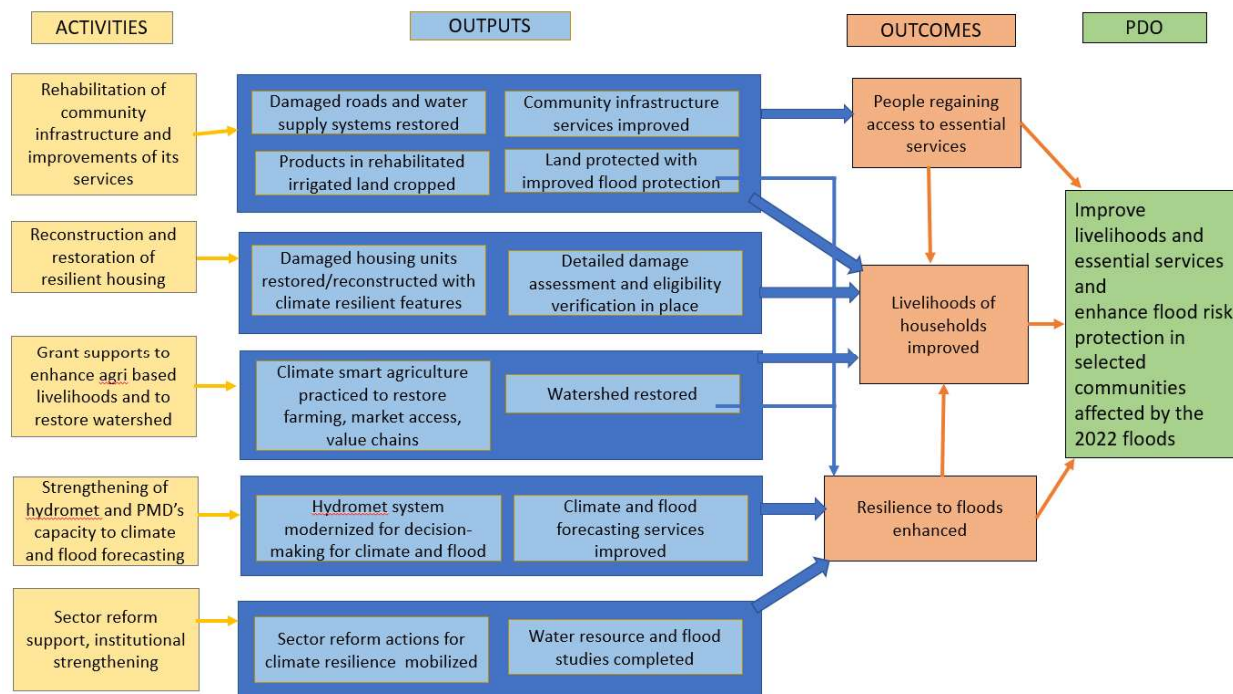 ACTIVITIES
OUTPUTS
OUTCOMES
PDO
Rehabilitation of
community
infrastructure and
improvements of its
services
Damaged roads and water
supply systems restored
Community infrastructure
services improved
Products in rehabilitated
irrigated land cropped
Land protected with
improved flood protection
People regaining
access to essential
services
Reconstruction and
restoration of
resilient housing
Damaged housing units
restored/reconstructed with
climate resilient features
Detailed damage
assessment and eligibility
verification in place
Livelihoods of
households
improved
Improve
livelihoods and
essential services
and
enhance flood risk
protection in
selected
communities
affected by the
2022 floods
Grant supports to
enhance agri based
livelihoods and to
restore watershed
Climate smart agriculture
practiced to restore
farming, market access,
value chains
Watershed restored
Strengthening of
hydromet and PMD's
capacity to climate
and flood forecasting
Hydromet system
modernized for decision-
making for climate and flood
Climate and flood
forecasting services
improved
Resilience to floods
enhanced
Sector reform
support, institutional
strengthening
Sector reform actions for
climate resilience mobilized
Water resource and flood
studies completed